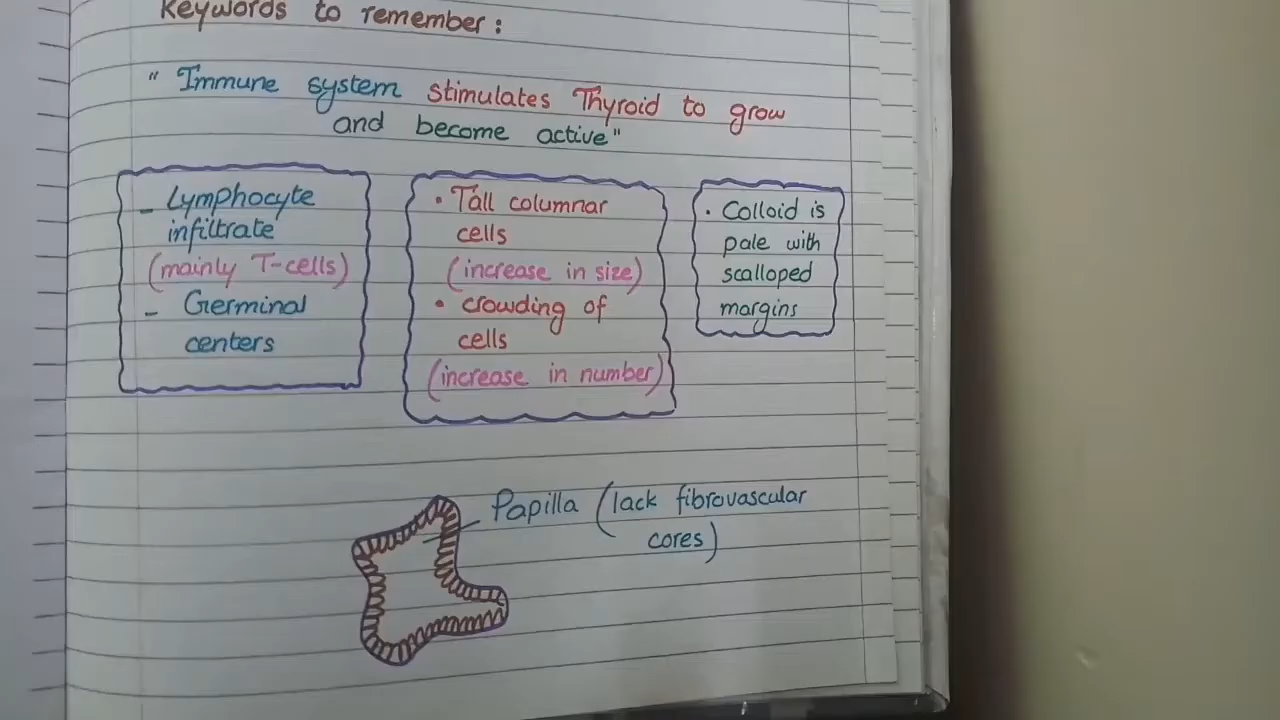 Keywords to remember:
" Immune system stimulates Thyroid to grow
and become active"
- Lymphocyte
infiltrate
(mainly T-cells)
- Germinal
centers
• Tall columnar
cells
(increase in size)
• crowding of
cells
(increase in number)
• Colloid is
pale with
scalloped
margins
Papilla (lack fibrovascular
cores)